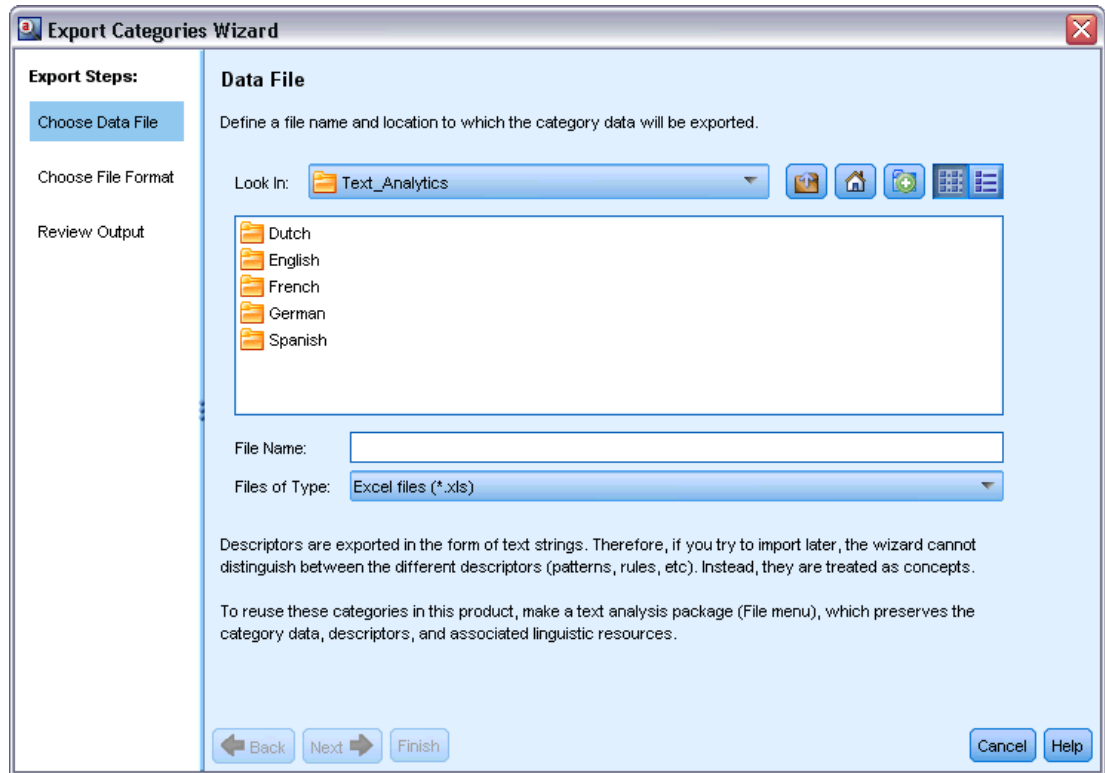 Export Categories Wizard
Export Steps:
Choose Data File
Choose File Format
Review Output
Data File
Define a file name and location to which the category data will be exported.
Look In: Text_Analytics
Dutch
English
French
German
Spanish
File Name:
Files of Type: Excel files (*.xls)
Descriptors are exported in the form of text strings. Therefore, if you try to import later, the wizard cannot
distinguish between the different descriptors (patterns, rules, etc). Instead, they are treated as concepts.
To reuse these categories in this product, make a text analysis package (File menu), which preserves the
category data, descriptors, and associated linguistic resources.
Back Next Finish Cancel Help